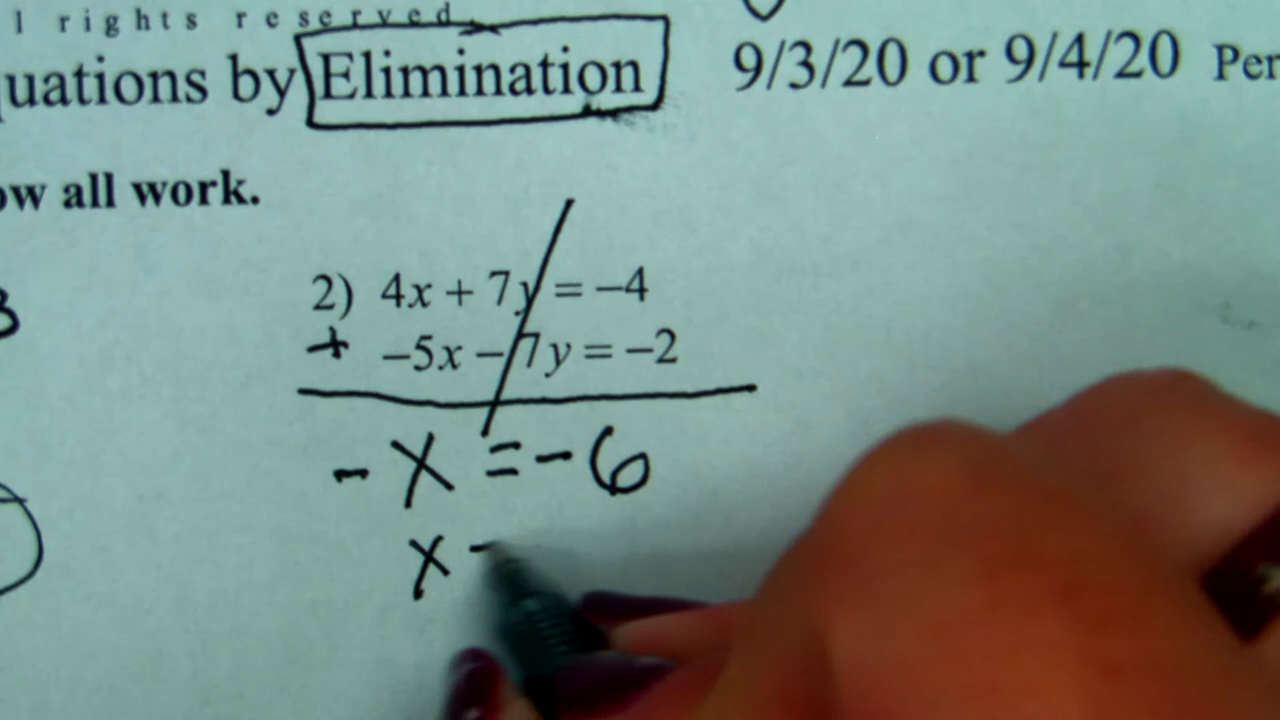 l rights reserved.
quations by Elimination 9/3/20 or 9/4/20 Per
ow all work.
2) 4x + 7y = −4
+ −5x − 7y = −2
- x = - 6
x =